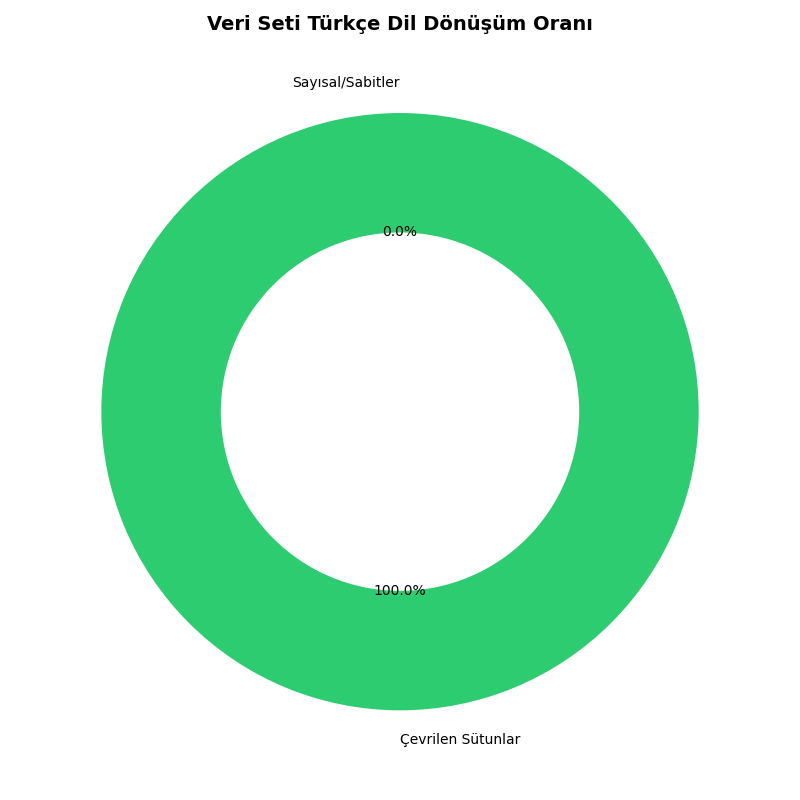 Veri Seti Türkçe Dil Dönüşüm Oranı
Sayısal/Sabitler
0.0%
100.0%
Çevrilen Sütunlar